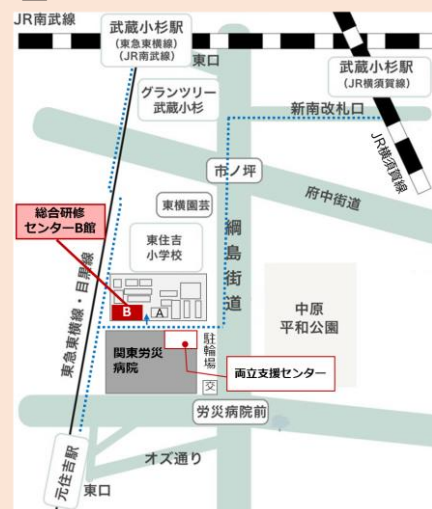 JR南武線
武蔵小杉駅
(東急東横線)
(JR南武線)
東口
武蔵小杉駅
(JR横須賀線)
グランツリー
武蔵小杉
新南改札口
JR横須賀線
市ノ坪
府中街道
総合研修
センターB館
東横園芸
東住吉
小学校
綱島街道
東急東横線・目黒線
B
A
中原
平和公園
関東労災
病院
駐輪場
両立支援センター
交
労災病院前
オズ通り
元住吉駅
東口